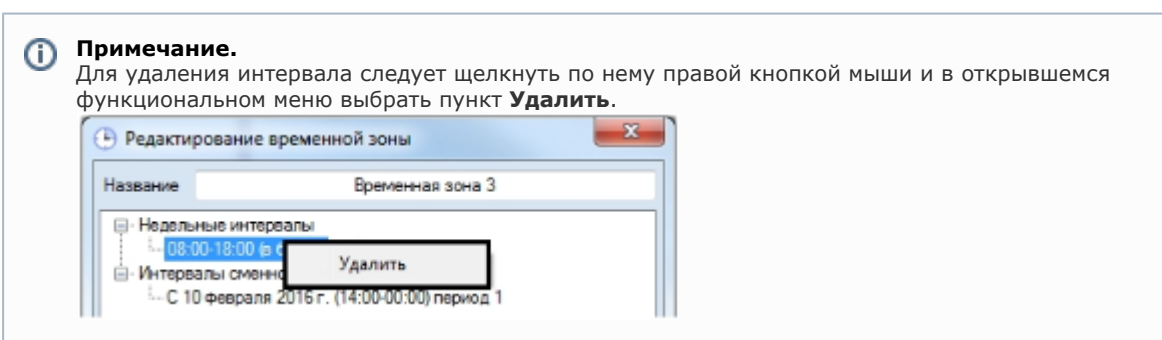 Примечание.
Для удаления интервала следует щелкнуть по нему правой кнопкой мыши и в открывшемся
функциональном меню выбрать пункт Удалить.
Редактирование временной зоны
Название Временная зона 3
Недельные интервалы
08:00-18:00 (в
Удалить
Интервалы
С 10 февраля 2016 г. (14:00-00:00) период 1